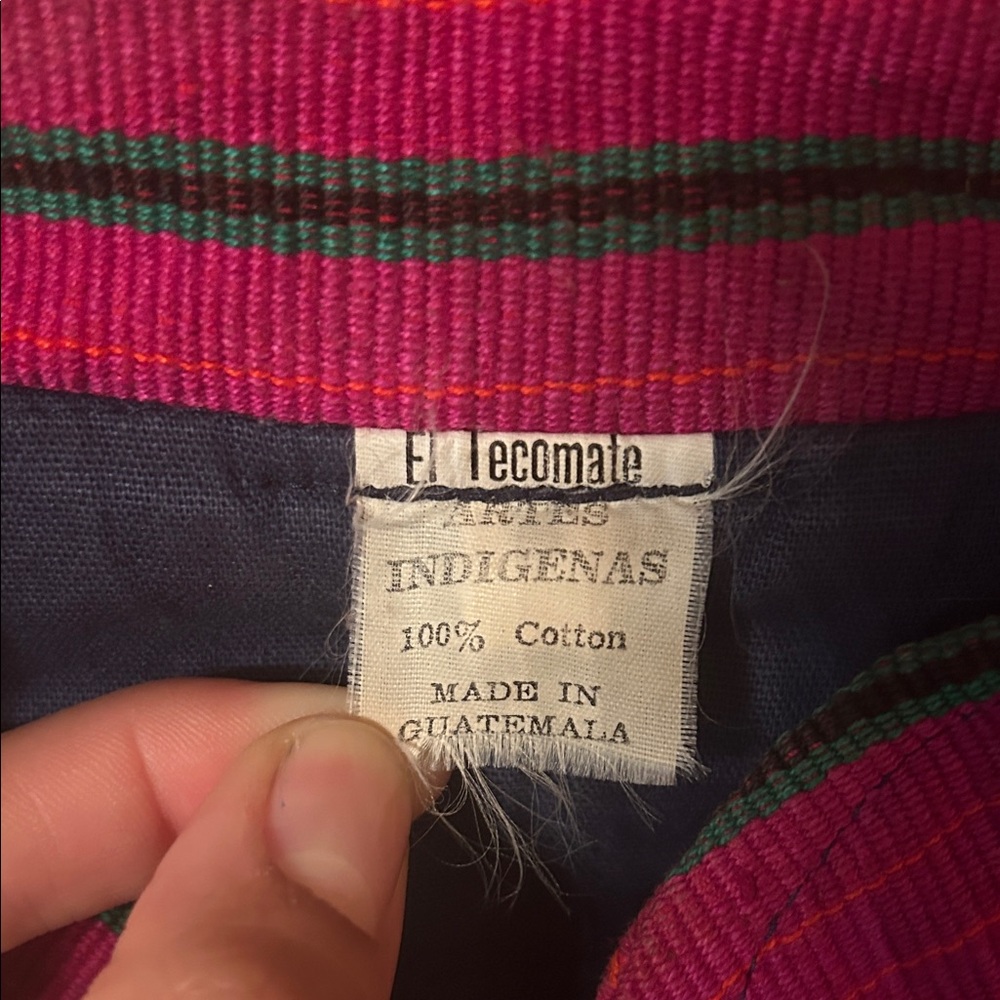 El Tecomate
ARTES
INDIGENAS
100% Cotton
MADE IN
GUATEMALA